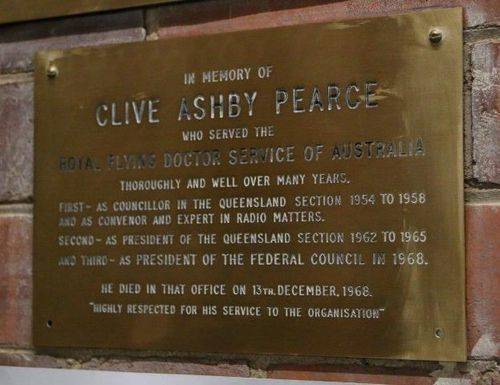 IN MEMORY OF
CLIVE ASHBY PEARCE
WHO SERVED THE
ROYAL FLYING DOCTOR SERVICE OF AUSTRALIA
THOROUGHLY AND WELL OVER MANY YEARS.
FIRST - AS COUNCILLOR IN THE QUEENSLAND SECTION 1954 TO 1958
AND AS CONVENOR AND EXPERT IN RADIO MATTERS.
SECOND - AS PRESIDENT OF THE QUEENSLAND SECTION 1962 TO 1965
AND THIRD - AS PRESIDENT OF THE FEDERAL COUNCIL IN 1968.
HE DIED IN THAT OFFICE ON 13TH. DECEMBER, 1968.
"HIGHLY RESPECTED FOR HIS SERVICE TO THE ORGANISATION"